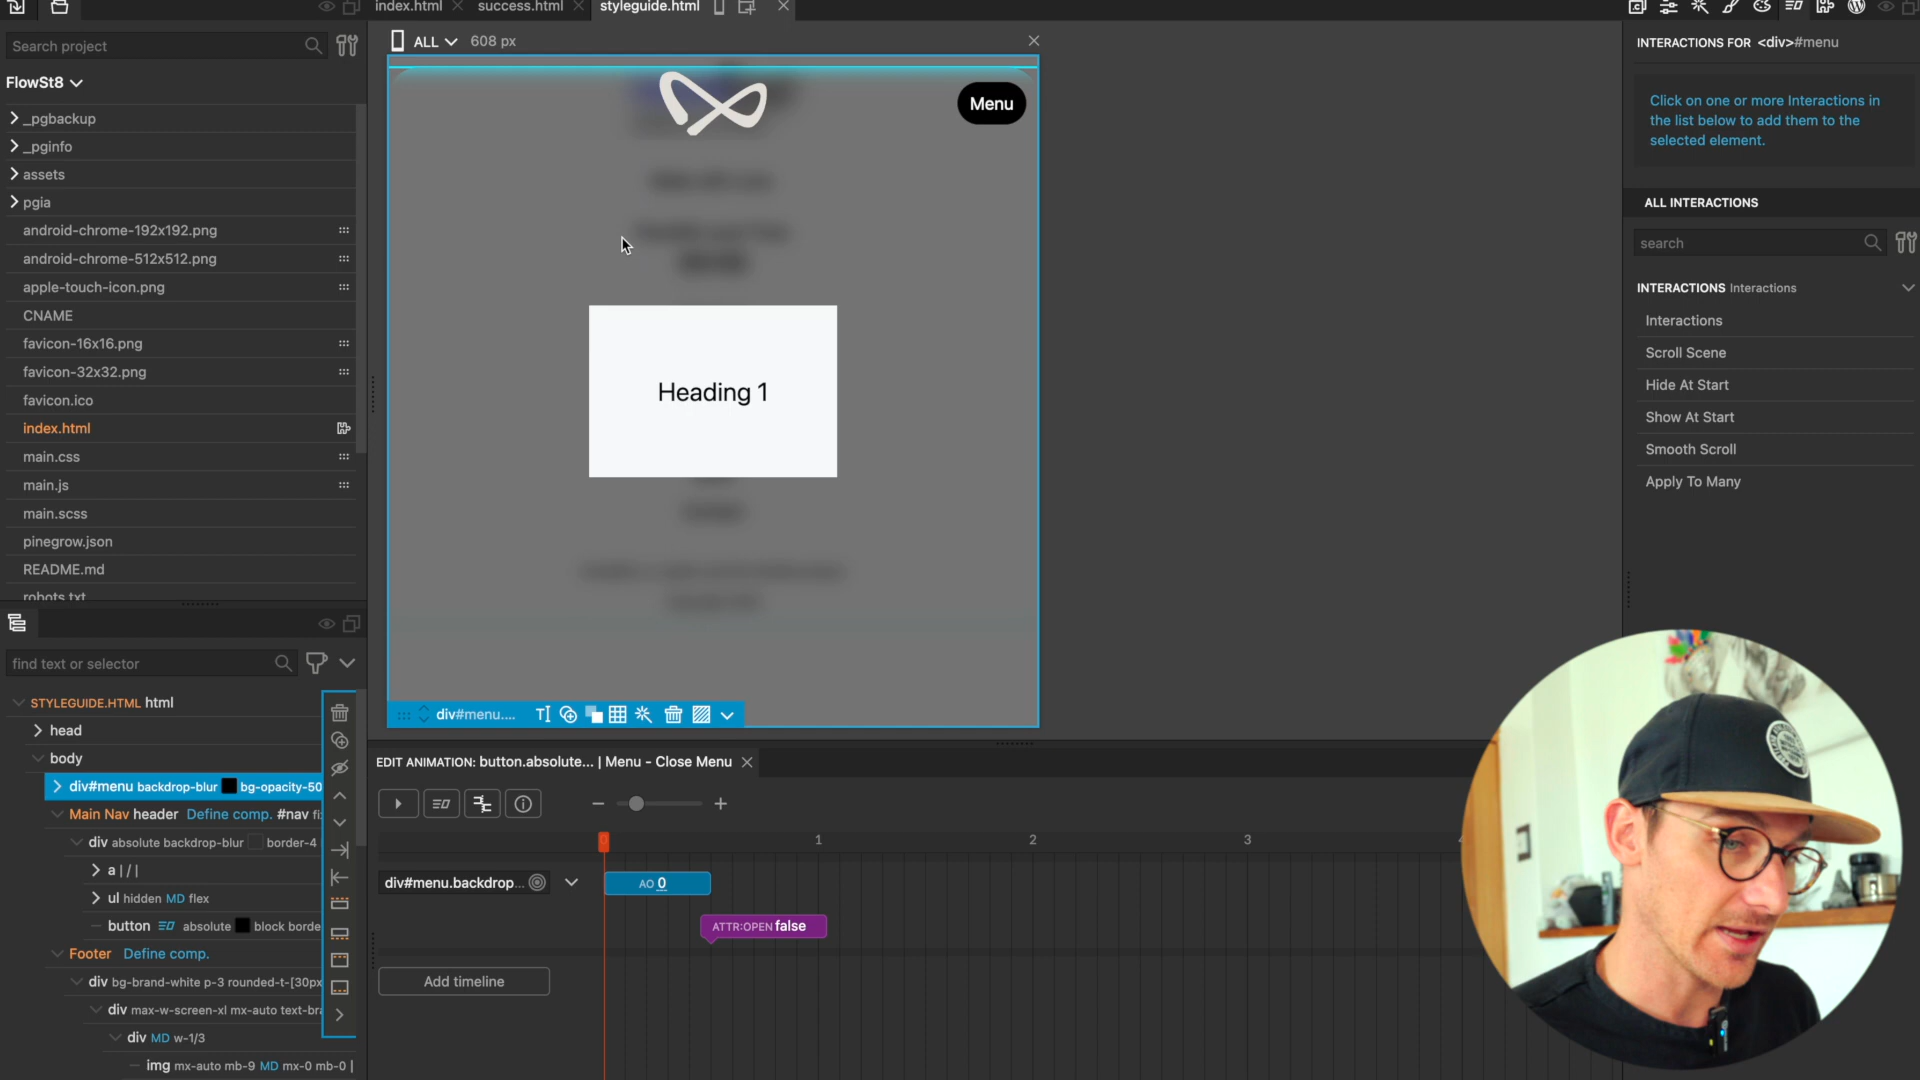 index.html
success.html
styleguide.html
Search project
ALL
608 px
INTERACTIONS FOR <div>#menu
FlowSt8
Menu
Click on one or more Interactions in
the list below to add them to the
selected element.
_pgbackup
_pginfo
assets
pgia
ALL INTERACTIONS
android-chrome-192x192.png
search
android-chrome-512x512.png
apple-touch-icon.png
INTERACTIONS Interactions
CNAME
Interactions
favicon-16x16.png
Scroll Scene
favicon-32x32.png
Hide At Start
Heading 1
favicon.ico
Show At Start
index.html
Smooth Scroll
main.css
Apply To Many
main.js
main.scss
pinegrow.json
README.md
robots.txt
find text or selector
STYLEGUIDE.HTML html
div#menu....
head
body
EDIT ANIMATION: button.absolute... | Menu - Close Menu
div#menu backdrop-blur bg-opacity-50
Main Nav header Define comp. #nav
div absolute backdrop-blur border-4
0 1 2 3
a | / |
div#menu.backdrop...
AO 0
ul hidden MD flex
button absolute block borde
ATTR:OPEN false
Footer Define comp.
div bg-brand-white p-3 rounded-t-[30px
Add timeline
div max-w-screen-xl mx-auto text-br
div MD w-1/3
img mx-auto mb-9 MD mx-0 mb-0 |